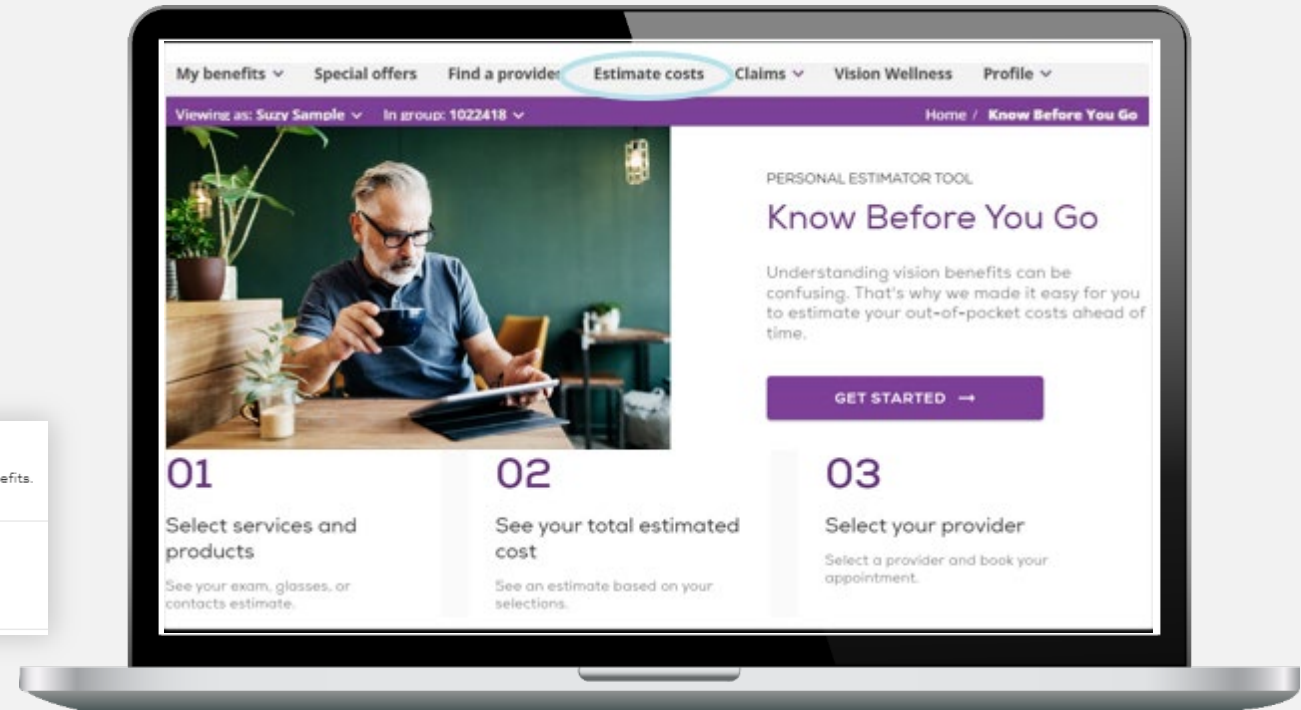 My benefits Special offers Find a provider Estimate costs Claims Vision Wellness Profile
Viewing as: Suzy Sample In group: 1022418 Home / Know Before You Go
PERSONAL ESTIMATOR TOOL
Know Before You Go
Understanding vision benefits can be
confusing. That's why we made it easy for you
to estimate your out-of-pocket costs ahead of
time.
GET STARTED →
efits.
01
Select services and
products
See your exam, glasses, or
contacts estimate.
02
See your total estimated
cost
See an estimate based on your
selections.
03
Select your provider
Select a provider and book your
appointment.